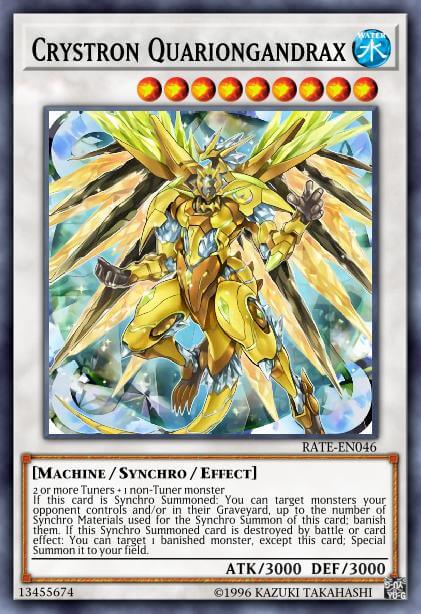 CRYSTRON QUARIONGANDRAX
WATER
水
RATE-EN046
[MACHINE / SYNCHRO / EFFECT]
2 or more Tuners + 1 non-Tuner monster
If this card is Synchro Summoned: You can target monsters your
opponent controls and/or in their Graveyard, up to the number of
Synchro Materials used for the Synchro Summon of this card; banish
them. If this Synchro Summoned card is destroyed by battle or card
effect: You can target 1 banished monster, except this card; Special
Summon it to your field.
ATK/3000 DEF/3000
13455674
©1996 KAZUKI TAKAHASHI